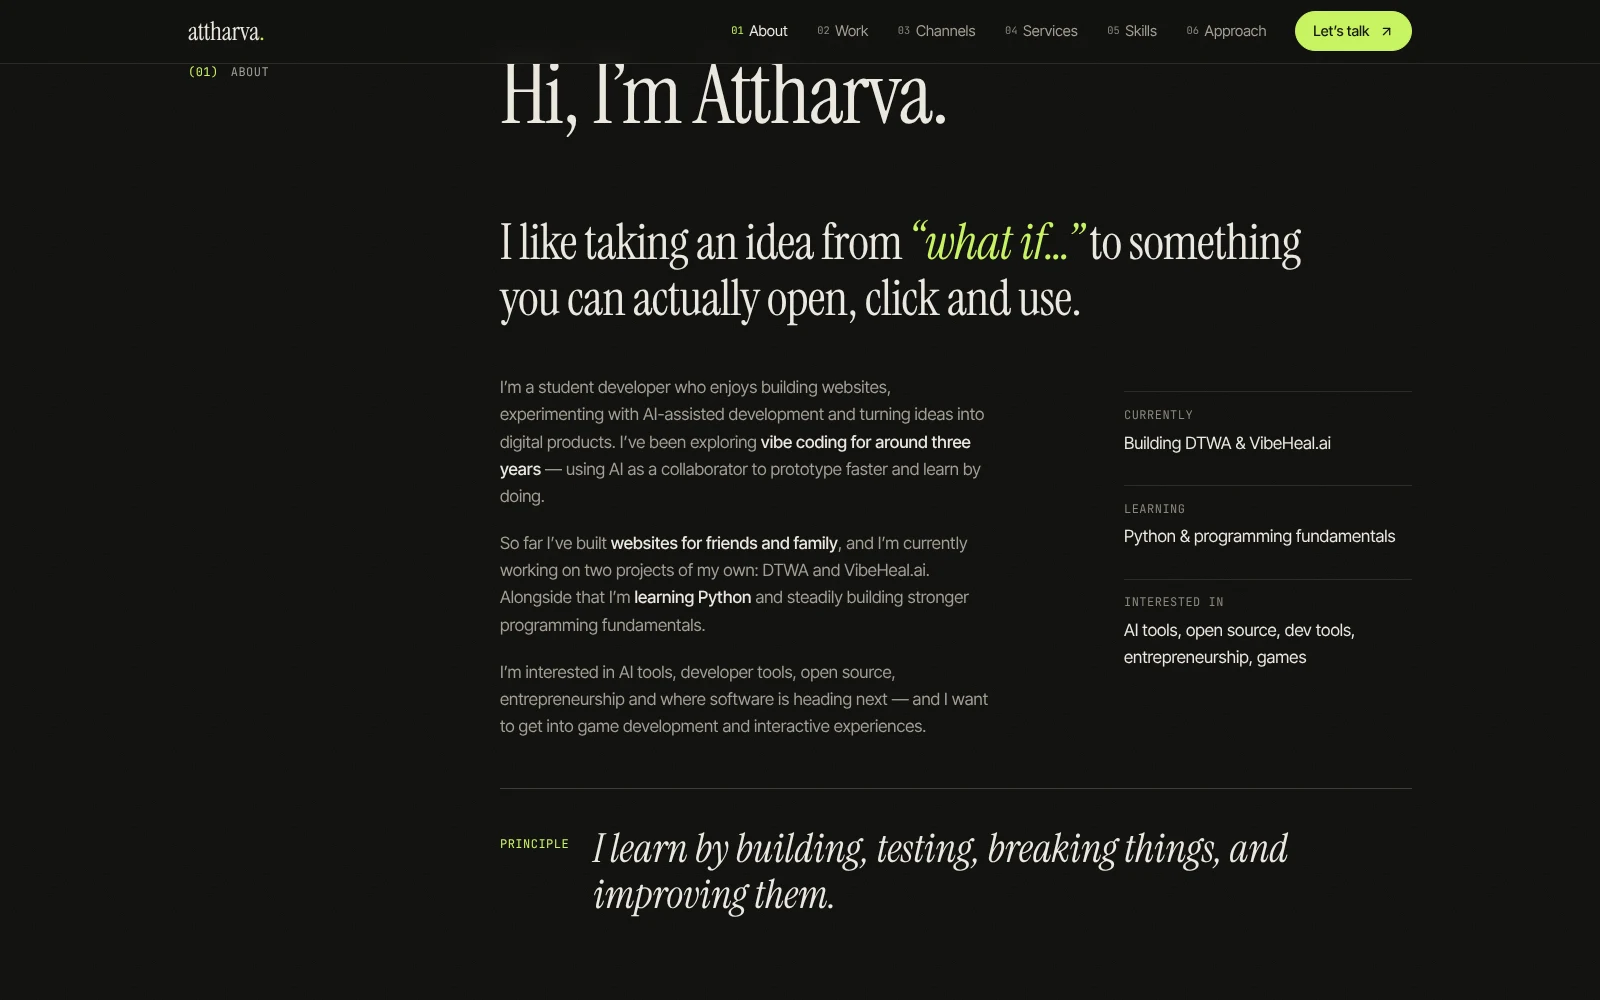 attharva.
01 About 02 Work 03 Channels 04 Services 05 Skills 06 Approach Let’s talk
(01) ABOUT
Hi, I’m Attharva.
I like taking an idea from “what if...” to something
you can actually open, click and use.
I’m a student developer who enjoys building websites,
experimenting with AI-assisted development and turning ideas into
digital products. I’ve been exploring vibe coding for around three
years — using AI as a collaborator to prototype faster and learn by
doing.
So far I’ve built websites for friends and family, and I’m currently
working on two projects of my own: DTWA and VibeHeal.ai.
Alongside that I’m learning Python and steadily building stronger
programming fundamentals.
I’m interested in AI tools, developer tools, open source,
entrepreneurship and where software is heading next — and I want
to get into game development and interactive experiences.
CURRENTLY
Building DTWA & VibeHeal.ai
LEARNING
Python & programming fundamentals
INTERESTED IN
AI tools, open source, dev tools,
entrepreneurship, games
PRINCIPLE
I learn by building, testing, breaking things, and
improving them.